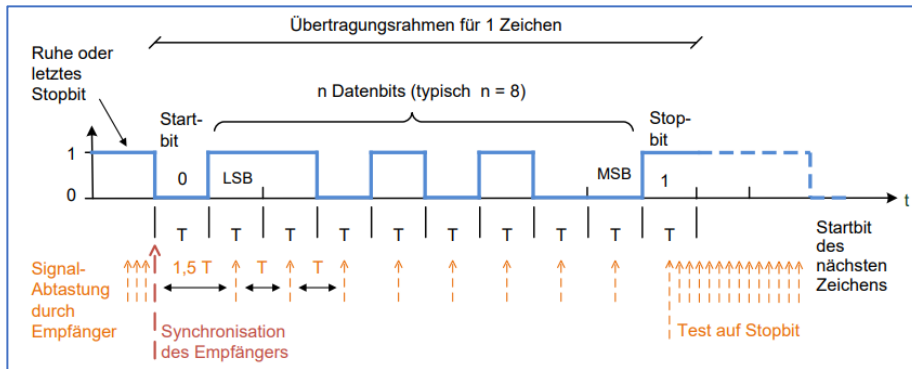 Übertragungsrahmen für 1 Zeichen
Ruhe oder
letztes
Stopbit
n Datenbits (typisch n = 8)
Start-
bit
Stop-
bit
1
0
0
LSB
MSB
1
t
T T T T T T T T T T
Startbit
des
nächsten
Zeichens
Signal-
Abtastung
durch
Empfänger
1,5 T T T
Synchronisation
des Empfängers
Test auf Stopbit